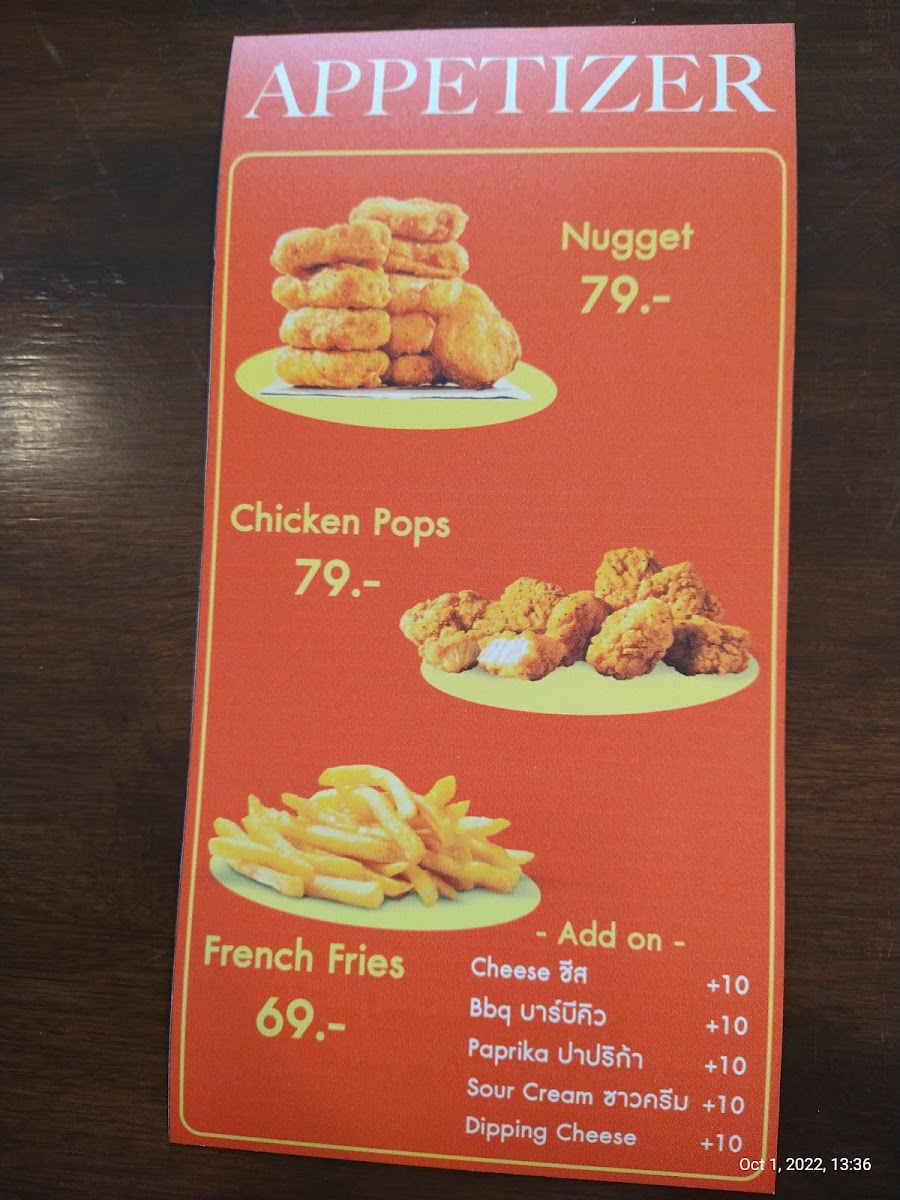 APPETIZER
Nugget
79.-
Chicken Pops
79.-
French Fries
69.-
- Add on -
Cheese ชีส +10
Bbq บาร์บีคิว +10
Paprika ปาปริก้า +10
Sour Cream ซาวครีม +10
Dipping Cheese +10
Oct 1, 2022, 13:36